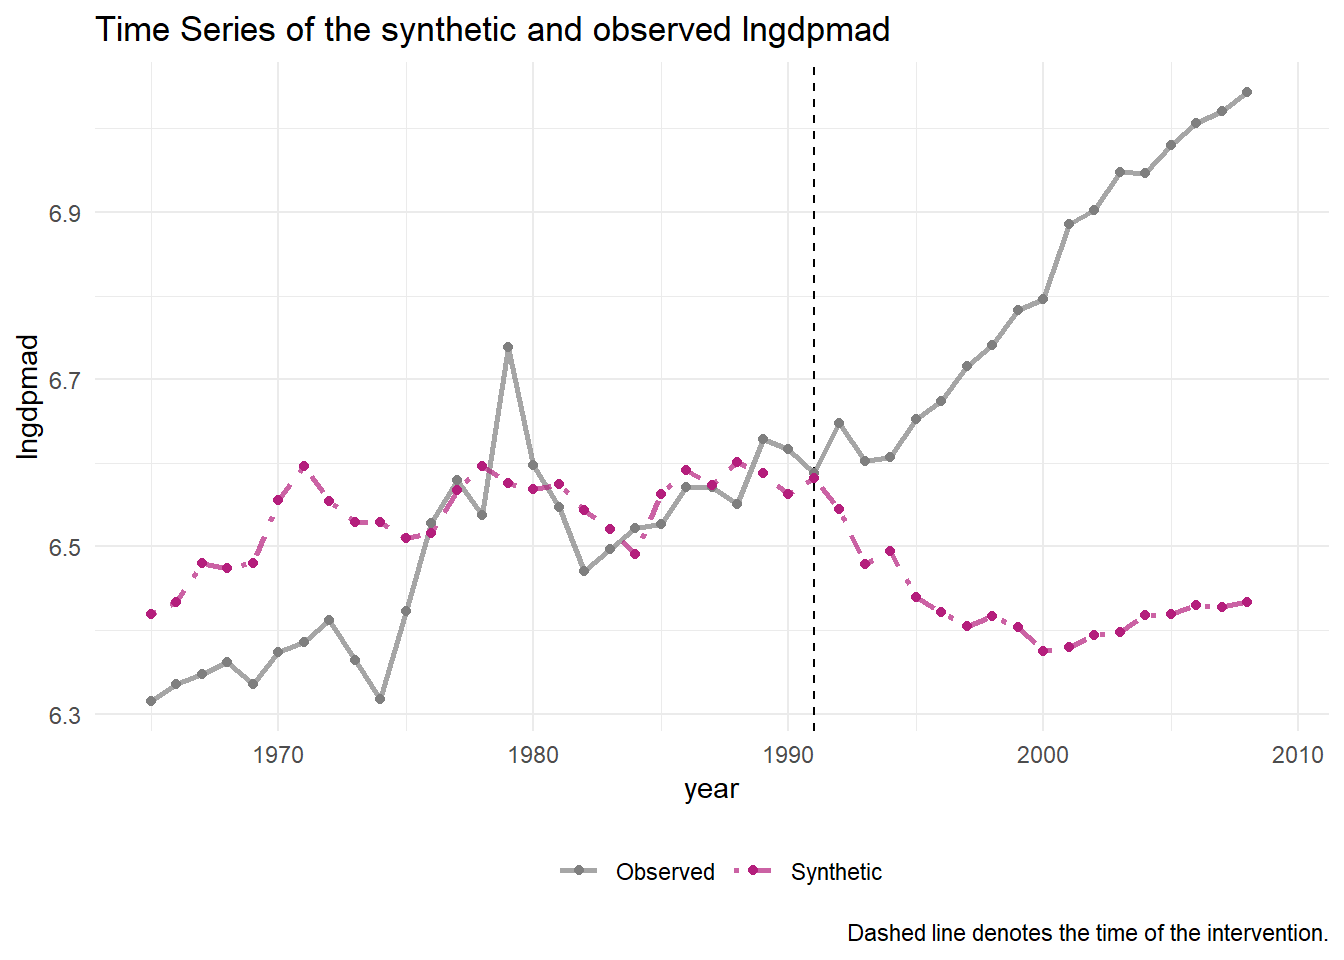 Time Series of the synthetic and observed lngdpmad
lngdpmad
6.9
6.7
6.5
6.3
1970 1980 1990 2000 2010
year
Observed Synthetic
Dashed line denotes the time of the intervention.